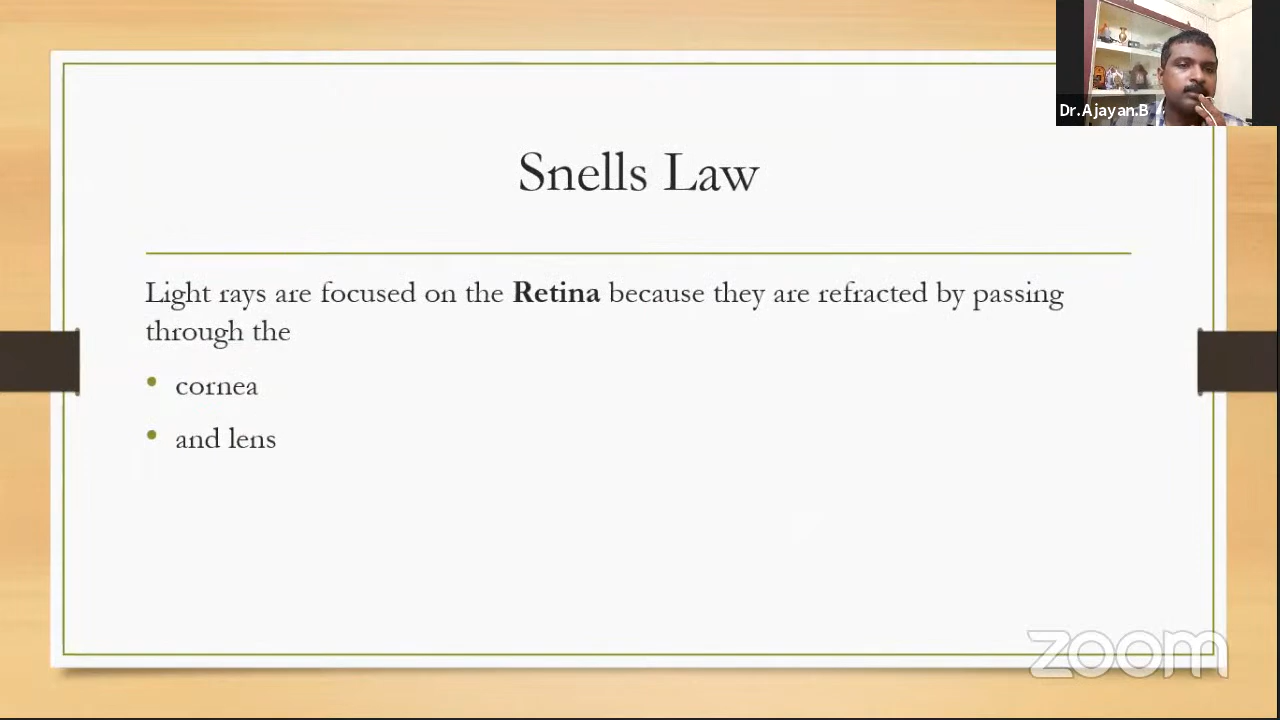 Dr.Ajayan.B
Snells Law
Light rays are focused on the Retina because they are refracted by passing
through the
• cornea
• and lens
zoom